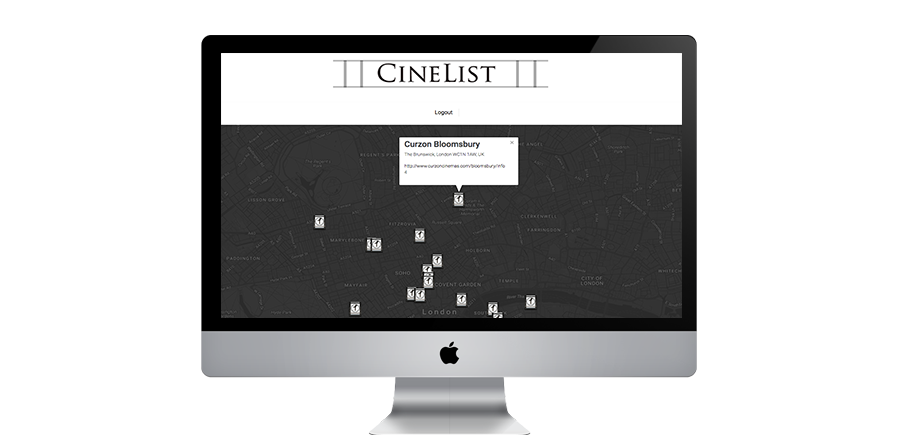 CINELIST
Logout
Curzon Bloomsbury
The Brunswick, London WC1N 1AW, UK
http://www.curzoncinemas.com/bloomsbury/info/
REGENT'S PARK
LISSON GROVE
FITZROVIA
CLERKENWELL
FARRINGDON
MARYLEBONE
HOLBORN
PADDINGTON
SOHO
WHITECH
MAYFAIR
COVENT GARDEN
TEMPLE
CITY OF
LONDON
London